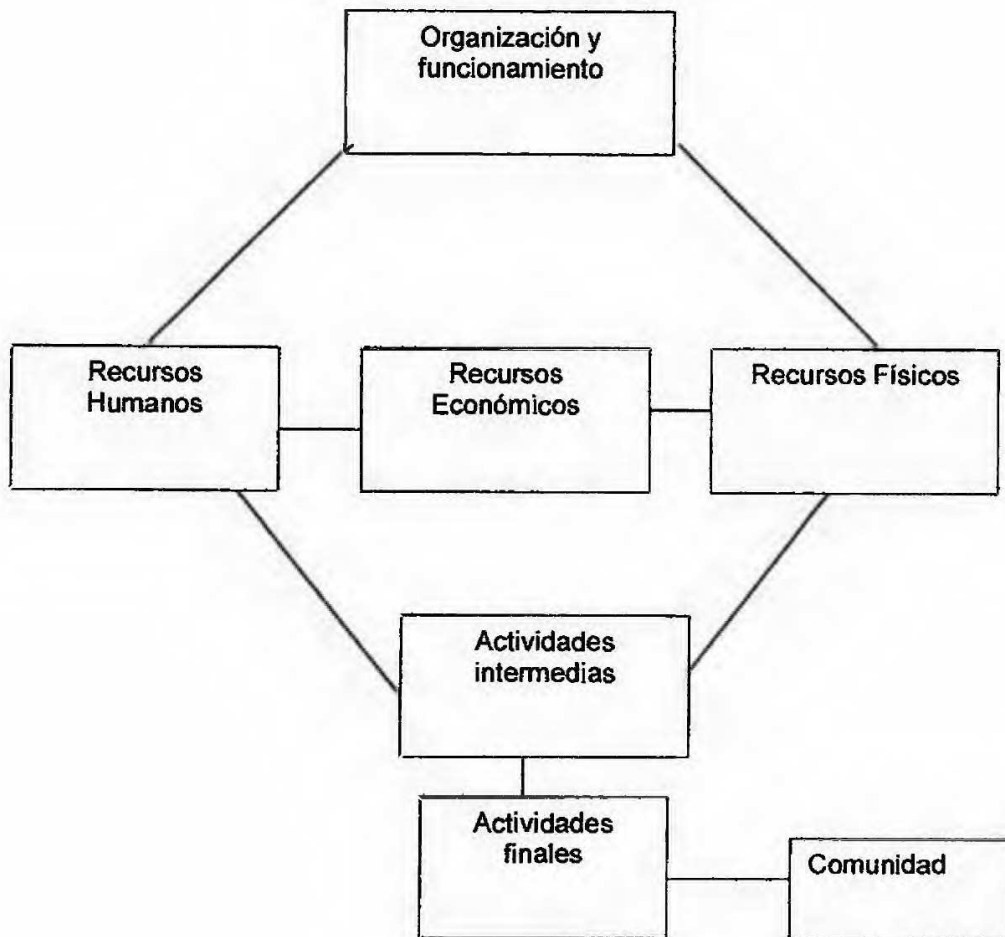 Organización y
funcionamiento
Recursos
Humanos
Recursos
Económicos
Recursos Físicos
Actividades
intermedias
Actividades
finales
Comunidad